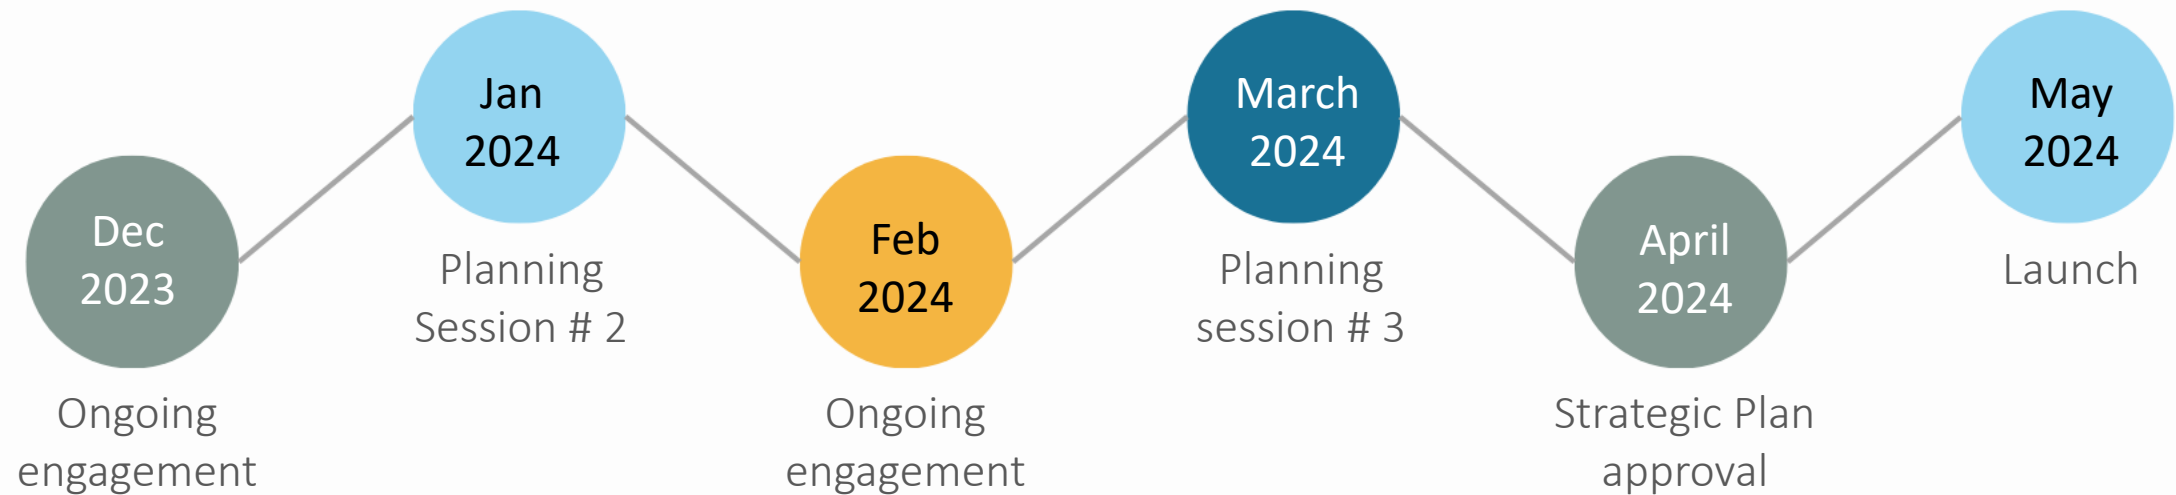 Dec
2023
Ongoing
engagement
Jan
2024
Planning
Session # 2
Feb
2024
Ongoing
engagement
March
2024
Planning
session # 3
April
2024
Strategic Plan
approval
May
2024
Launch